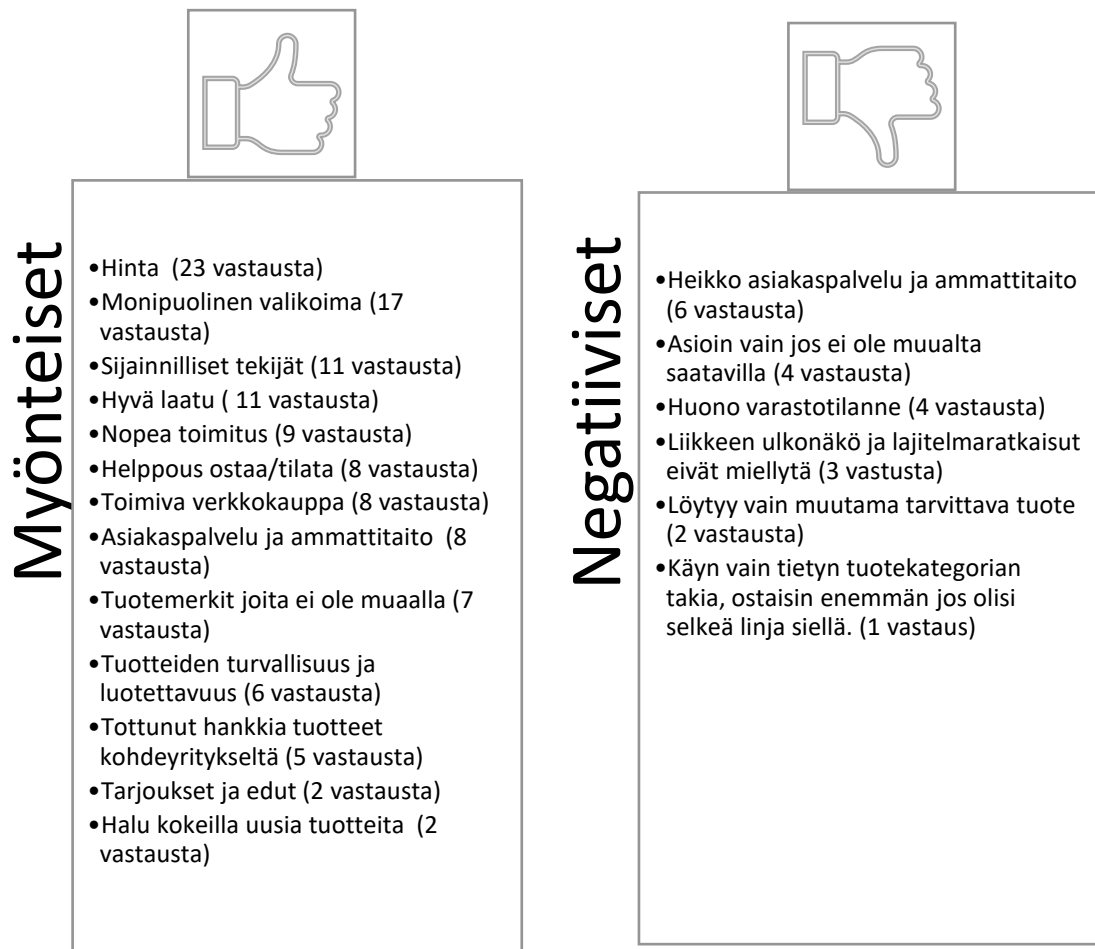 Myönteiset
•Hinta  (23 vastausta)
•Monipuolinen valikoima (17
vastausta)
•Sijainnilliset tekijät (11 vastausta)
•Hyvä laatu ( 11 vastausta)
•Nopea toimitus (9 vastausta)
•Helppous ostaa/tilata (8 vastausta)
•Toimiva verkkokauppa (8 vastausta)
•Asiakaspalvelu ja ammattitaito  (8
vastausta)
•Tuotemerkit joita ei ole muaalla (7
vastausta)
•Tuotteiden turvallisuus ja
luotettavuus (6 vastausta)
•Tottunut hankkia tuotteet
kohdeyritykseltä (5 vastausta)
•Tarjoukset ja edut (2 vastausta)
•Halu kokeilla uusia tuotteita  (2
vastausta)
Negatiiviset
•Heikko asiakaspalvelu ja ammattitaito
(6 vastausta)
•Asioin vain jos ei ole muualta
saatavilla (4 vastausta)
•Huono varastotilanne (4 vastausta)
•Liikkeen ulkonäkö ja lajitelmaratkaisut
eivät miellytä (3 vastusta)
•Löytyy vain muutama tarvittava tuote
(2 vastausta)
•Käyn vain tietyn tuotekategorian
takia, ostaisin enemmän jos olisi
selkeä linja siellä. (1 vastaus)